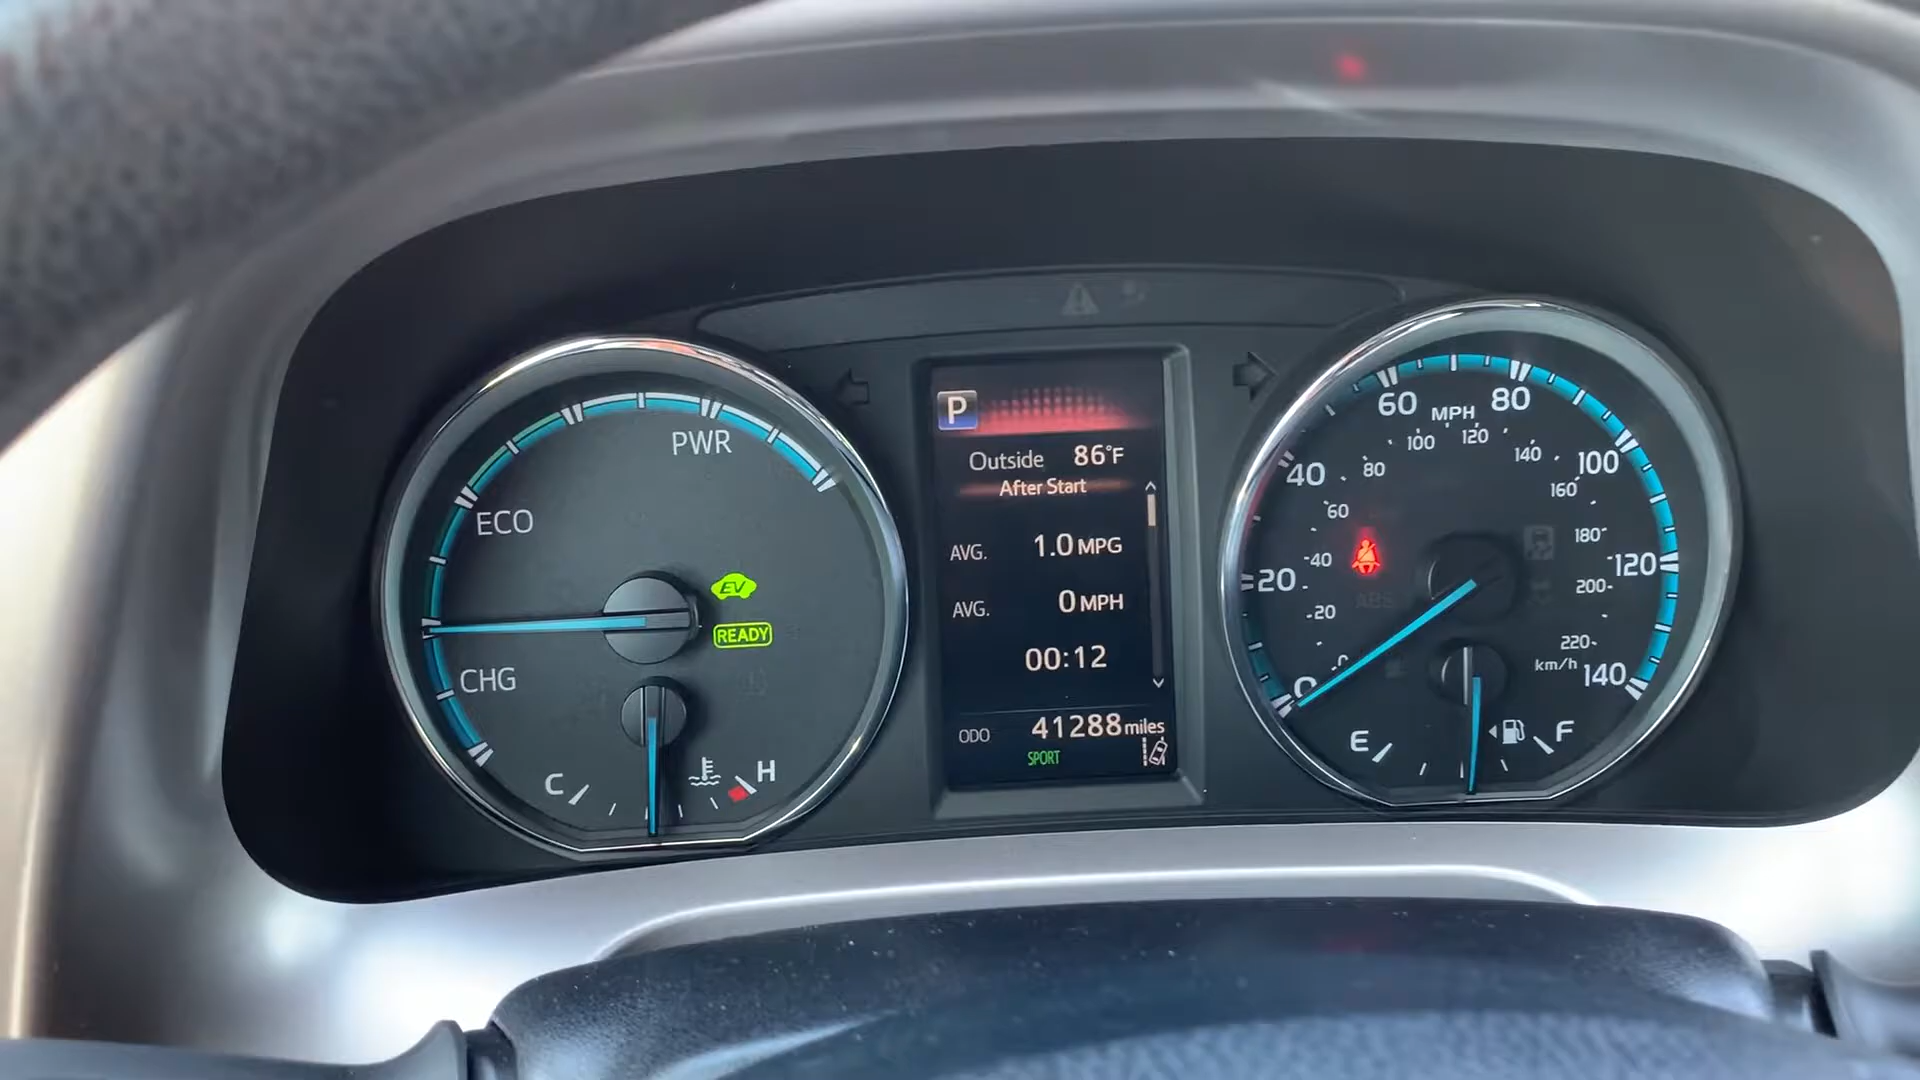 PWR
ECO
CHG
EV
READY
C
H
P
Outside 86°F
After Start
AVG. 1.0 MPG
AVG. 0 MPH
00:12
ODO 41288 miles
SPORT
0
20
40
60
80
100
120
140
MPH
0
20
40
60
80
100
120
140
160
180
200
220
km/h
ABS
E
F